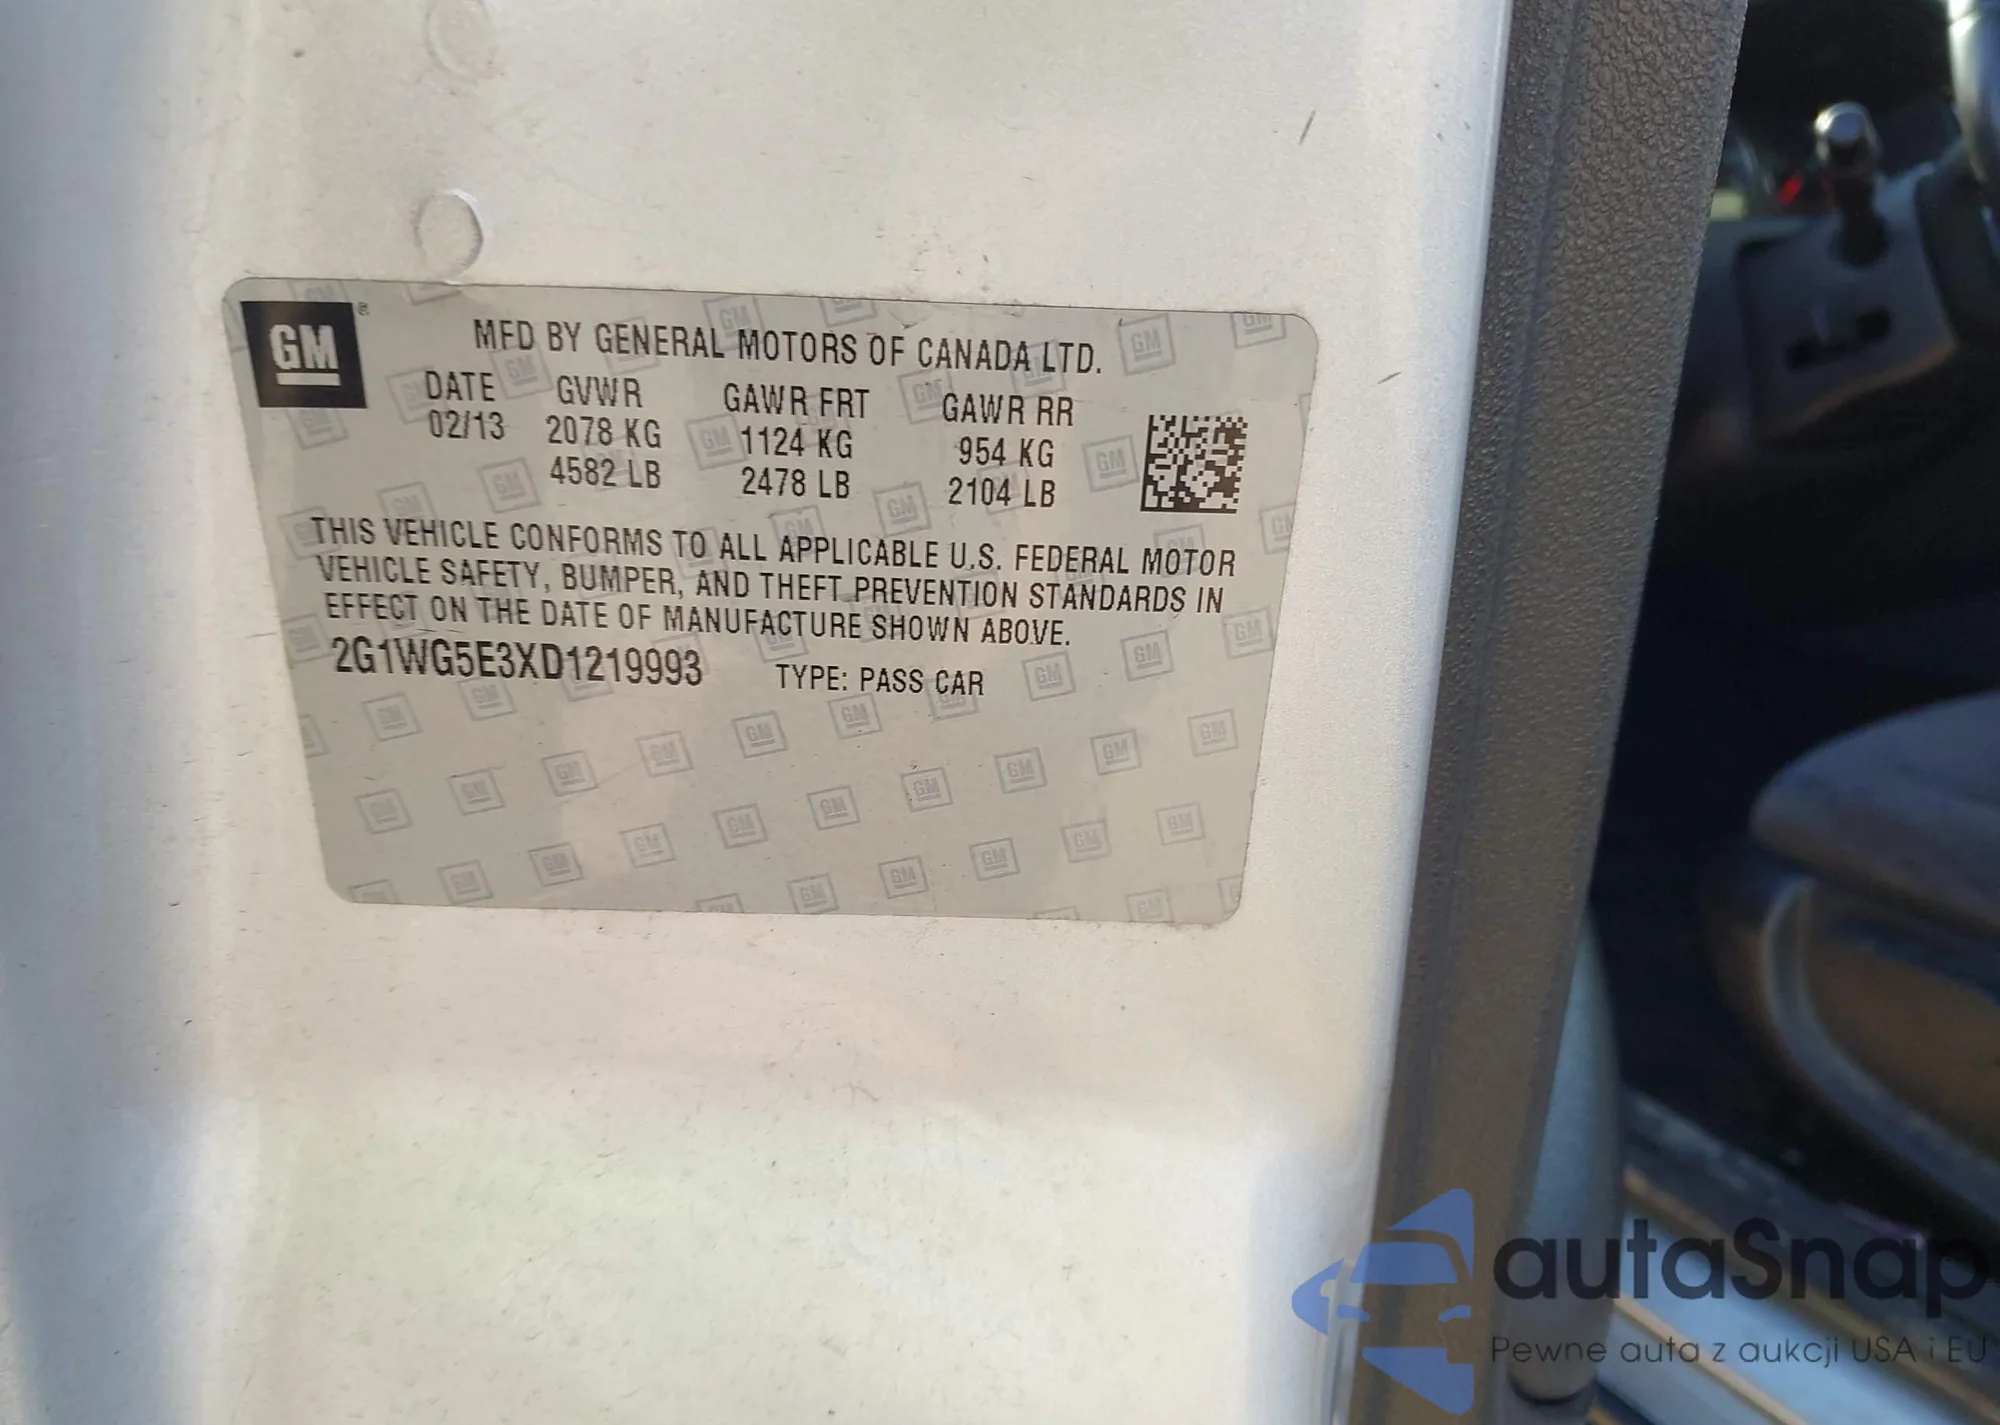 GM ®
MFD BY GENERAL MOTORS OF CANADA LTD.
DATE GVWR GAWR FRT GAWR RR
02/13 2078 KG 1124 KG 954 KG
4582 LB 2478 LB 2104 LB
THIS VEHICLE CONFORMS TO ALL APPLICABLE U.S. FEDERAL MOTOR
VEHICLE SAFETY, BUMPER, AND THEFT PREVENTION STANDARDS IN
EFFECT ON THE DATE OF MANUFACTURE SHOWN ABOVE.
2G1WG5E3XD1219993 TYPE: PASS CAR
autaSnap
Pewne auta z aukcji USA i EU